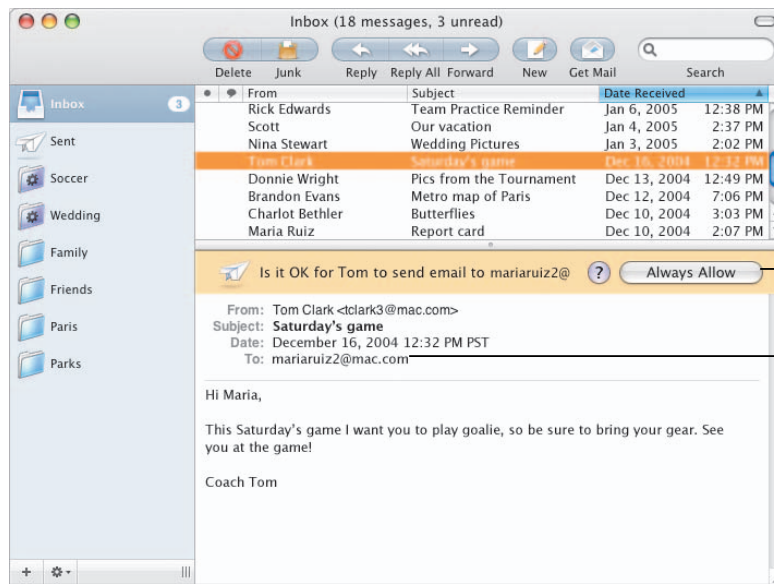 Inbox (18 messages, 3 unread)
Delete Junk Reply Reply All Forward New Get Mail Search
From Subject Date Received
Rick Edwards Team Practice Reminder Jan 6, 2005 12:38 PM
Scott Our vacation Jan 4, 2005 2:37 PM
Nina Stewart Wedding Pictures Jan 3, 2005 2:02 PM
Tom Clark Saturday's game Dec 16, 2004 12:32 PM
Donnie Wright Pics from the Tournament Dec 13, 2004 12:49 PM
Brandon Evans Metro map of Paris Dec 12, 2004 7:06 PM
Charlot Bethler Butterflies Dec 10, 2004 3:03 PM
Maria Ruiz Report card Dec 10, 2004 2:07 PM
Inbox 3
Sent
Soccer
Wedding
Family
Friends
Paris
Parks
Is it OK for Tom to send email to mariaruiz2@ ? Always Allow
From: Tom Clark <tclark3@mac.com>
Subject: Saturday's game
Date: December 16, 2004 12:32 PM PST
To: mariaruiz2@mac.com
Hi Maria,
This Saturday's game I want you to play goalie, so be sure to bring your gear. See
you at the game!
Coach Tom